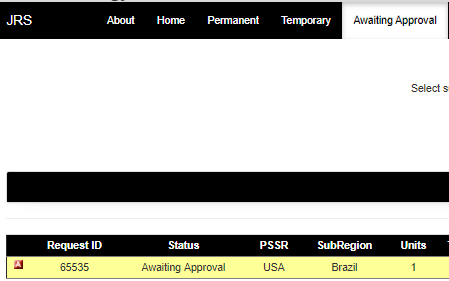 JRS About Home Permanent Temporary Awaiting Approval
Select
Request ID Status PSSR SubRegion Units
65535 Awaiting Approval USA Brazil 1